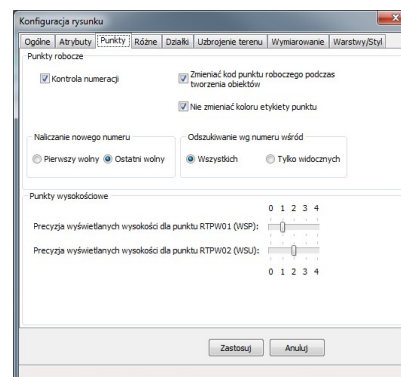 Konfiguracja rysunku
Ogólne Atrybuty Punkty Różne Działki Uzbrojenie terenu Wymiarowanie Warstwy/Styl
Punkty robocze
Kontrola numeracji
Zmieniać kod punktu roboczego podczas
tworzenia obiektów
Nie zmieniać koloru etykiety punktu
Naliczanie nowego numeru
Pierwszy wolny Ostatni wolny
Odszukiwanie wg numeru wśród
Wszystkich Tylko widocznych
Punkty wysokościowe
0 1 2 3 4
Precyzja wyświetlanych wysokości dla punktu RTPW01 (WSP):
Precyzja wyświetlanych wysokości dla punktu RTPW02 (WSU):
0 1 2 3 4
Zastosuj Anuluj